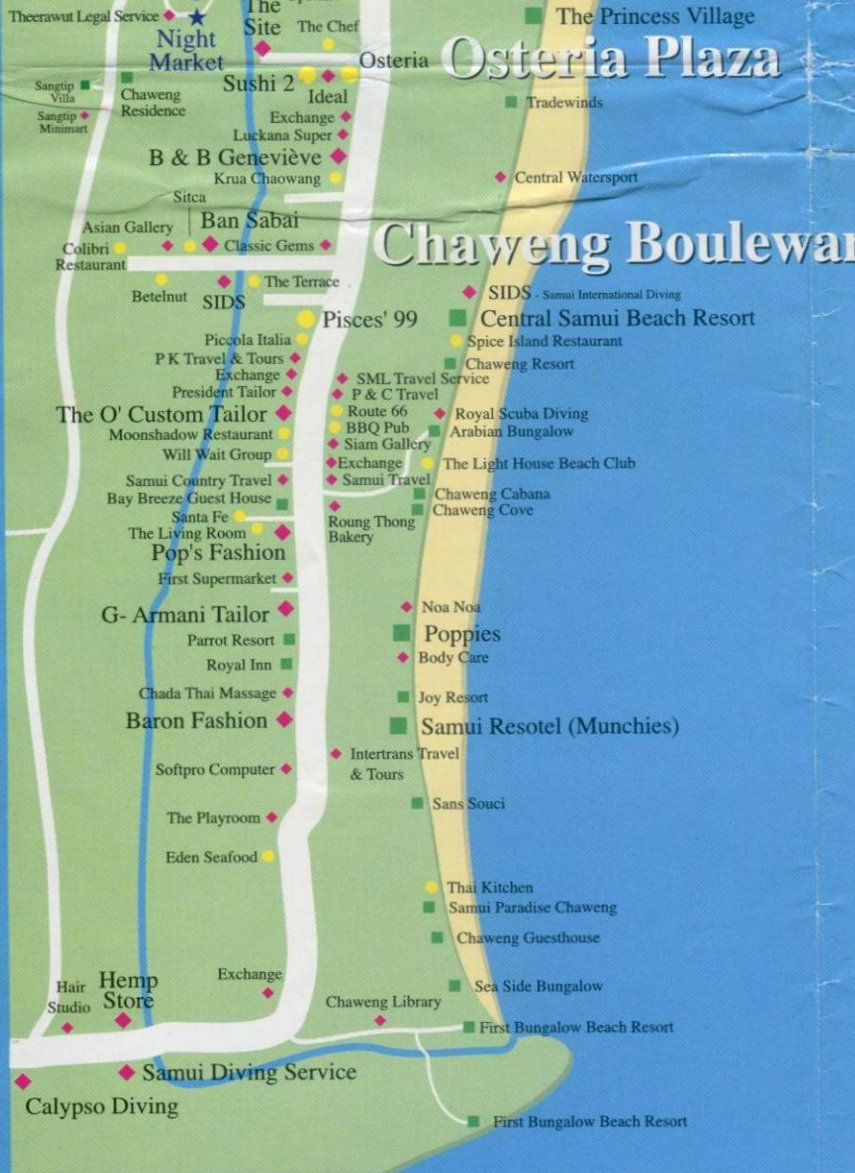 The
Theerawut Legal Service
Site
The Chef
The Princess Village
Night
Market
Osteria
Osteria Plaza
Sushi 2
Ideal
Sangtip
Villa
Chaweng
Residence
Tradewinds
Sangtip
Minimart
Exchange
Luckana Super
B & B Geneviève
Krua Chaowang
Central Watersport
Sitca
Asian Gallery
Ban Sabai
Colibri
Restaurant
Classic Gems
Chaweng Boulewar
Betelnut
SIDS
The Terrace
SIDS - Samui International Diving
Pisces' 99
Central Samui Beach Resort
Piccola Italia
Spice Island Restaurant
P K Travel & Tours
Chaweng Resort
Exchange
SML Travel Service
President Tailor
P & C Travel
The O' Custom Tailor
Route 66
Royal Scuba Diving
Moonshadow Restaurant
BBQ Pub
Arabian Bungalow
Will Wait Group
Siam Gallery
Exchange
The Light House Beach Club
Samui Country Travel
Samui Travel
Bay Breeze Guest House
Chaweng Cabana
Santa Fe
Chaweng Cove
The Living Room
Roung Thong
Bakery
Pop's Fashion
First Supermarket
G- Armani Tailor
Noa Noa
Parrot Resort
Poppies
Royal Inn
Body Care
Chada Thai Massage
Joy Resort
Baron Fashion
Samui Resotel (Munchies)
Softpro Computer
Intertrans Travel
& Tours
The Playroom
Sans Souci
Eden Seafood
Thai Kitchen
Samui Paradise Chaweng
Chaweng Guesthouse
Exchange
Hair
Studio
Hemp
Store
Sea Side Bungalow
Chaweng Library
First Bungalow Beach Resort
Samui Diving Service
Calypso Diving
First Bungalow Beach Resort